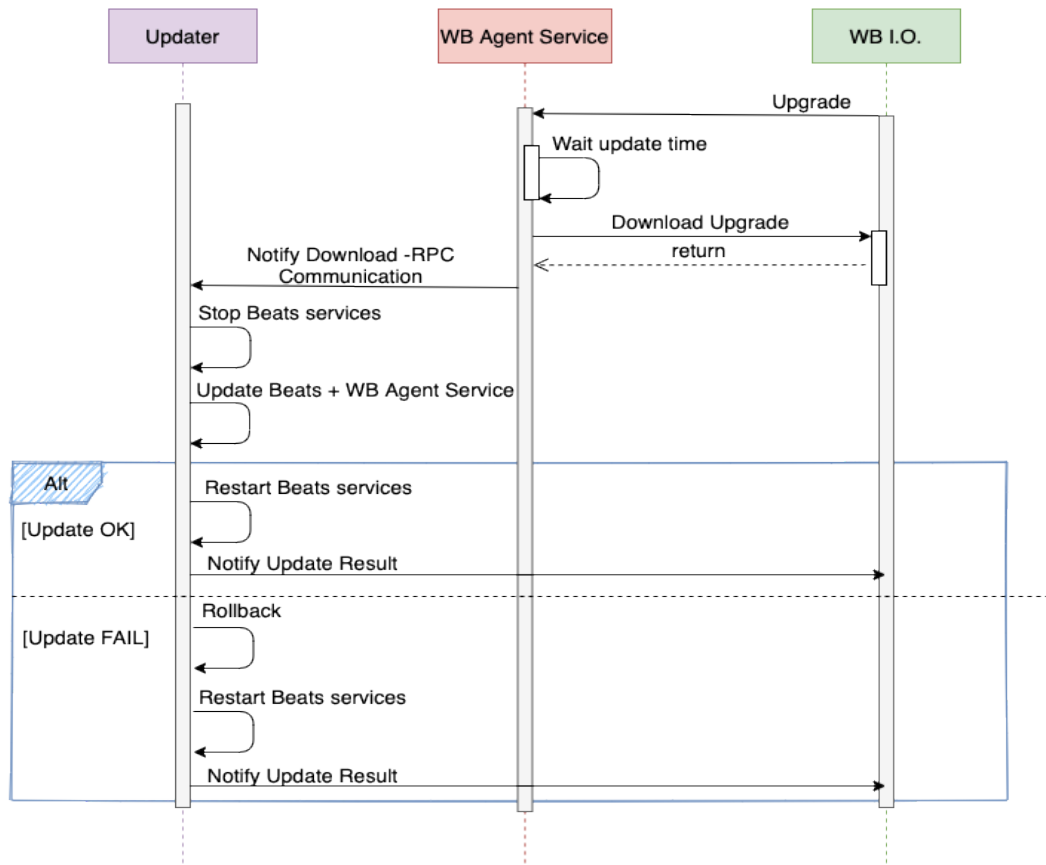 Updater
WB Agent Service
WB I.O.
Upgrade
Wait update time
Download Upgrade
return
Notify Download -RPC
Communication
Stop Beats services
Update Beats + WB Agent Service
Alt
Restart Beats services
[Update OK]
Notify Update Result
Rollback
[Update FAIL]
Restart Beats services
Notify Update Result